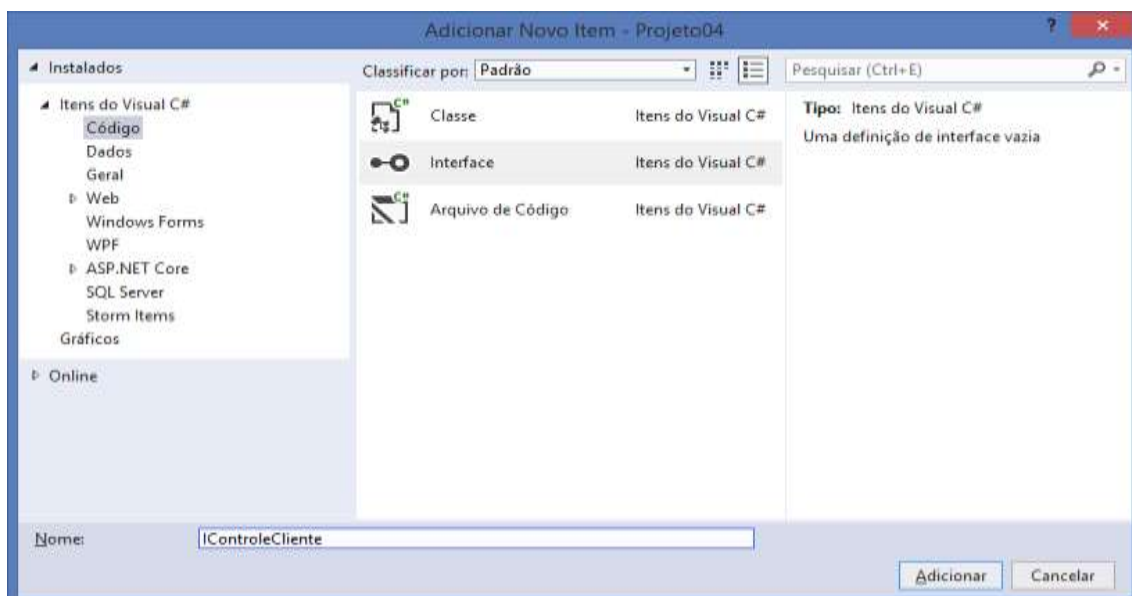 Adicionar Novo Item - Projeto04
?
Instalados
Itens do Visual C#
Código
Dados
Geral
Web
Windows Forms
WPF
ASP.NET Core
SQL Server
Storm Items
Gráficos
Online
Classificar por: Padrão
C# Classe Itens do Visual C#
Interface Itens do Visual C#
C# Arquivo de Código Itens do Visual C#
Pesquisar (Ctrl+E)
Tipo: Itens do Visual C#
Uma definição de interface vazia
Nome: IControleCliente
Adicionar Cancelar